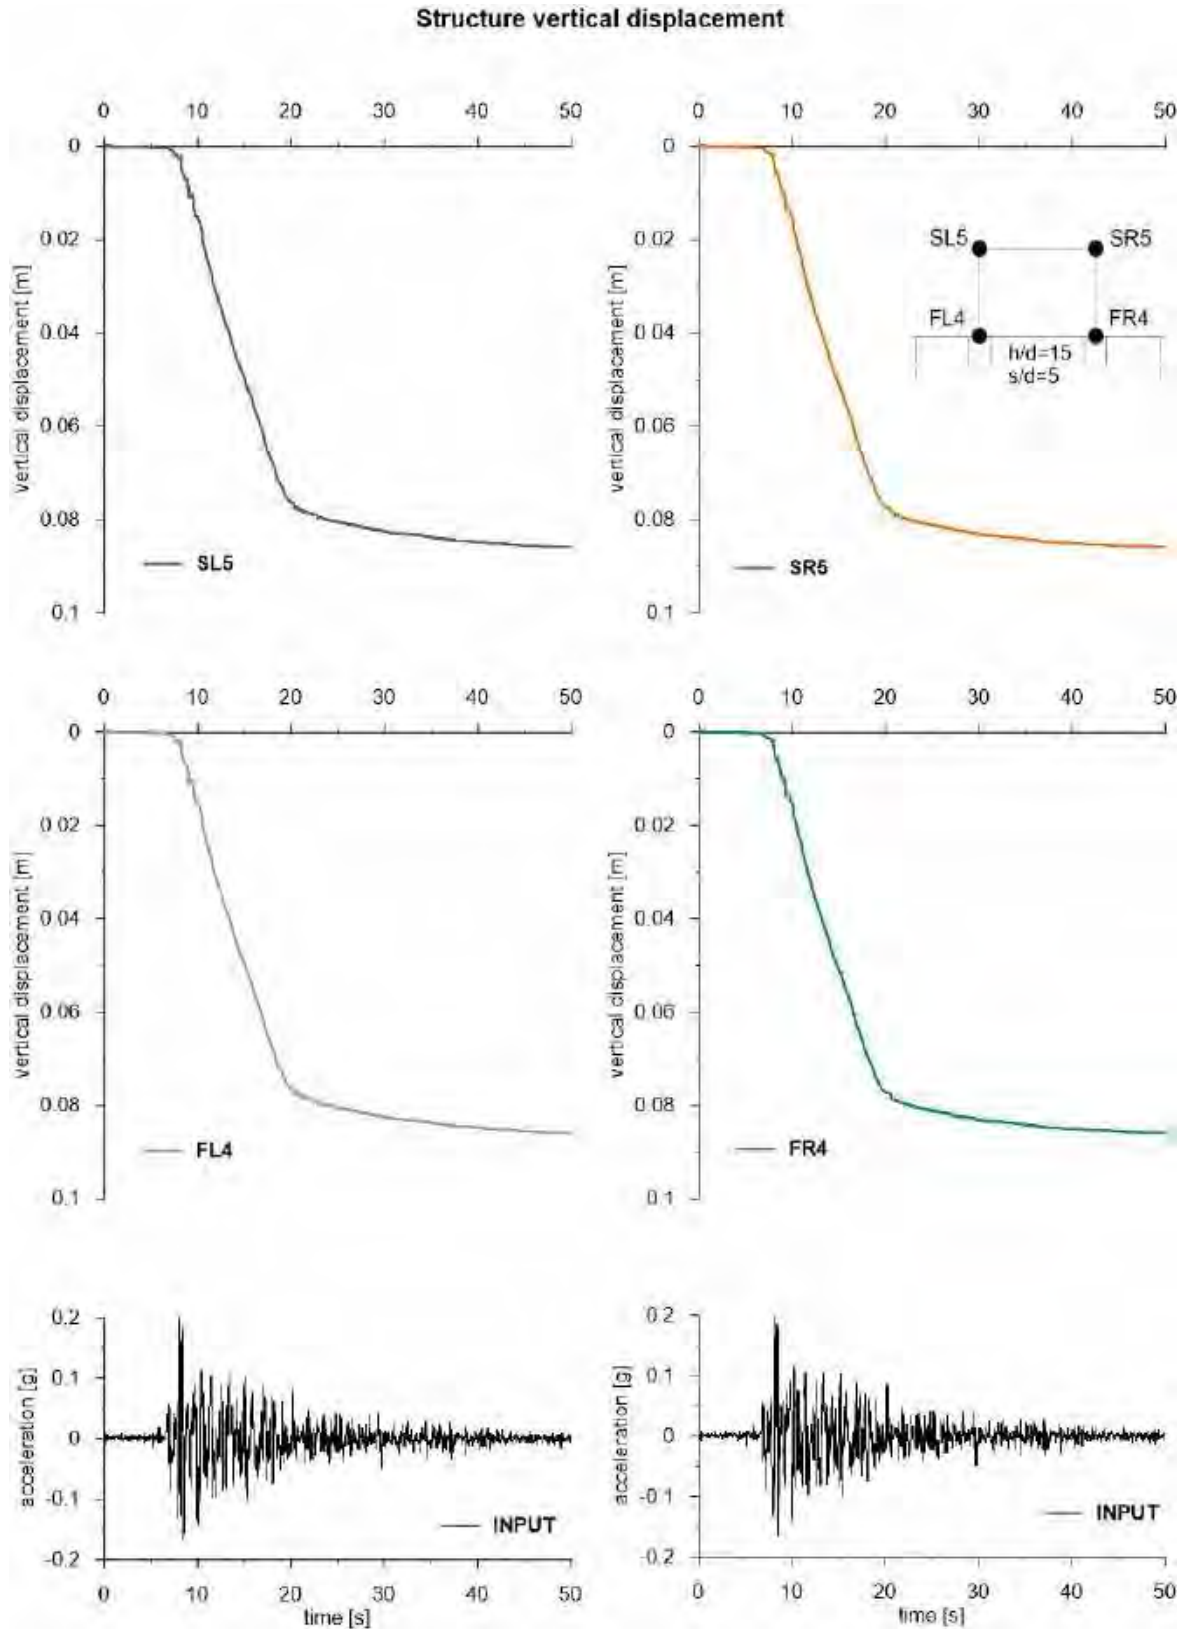 Structure vertical displacement
0 10 20 30 40 50
0
0.02
0.04
0.06
0.08
0.1
vertical displacement [m]
SL5
0 10 20 30 40 50
0
0.02
0.04
0.06
0.08
0.1
vertical displacement [m]
SL5 SR5
FL4 FR4
h/d=15
s/d=5
SR5
0 10 20 30 40 50
0
0.02
0.04
0.06
0.08
0.1
vertical displacement [m]
FL4
0 10 20 30 40 50
0
0.02
0.04
0.06
0.08
0.1
vertical displacement [m]
FR4
0.2
0.1
0
-0.1
-0.2
acceleration [g]
INPUT
0 10 20 30 40 50
time [s]
0.2
0.1
0
-0.1
-0.2
acceleration [g]
INPUT
0 10 20 30 40 50
time [s]